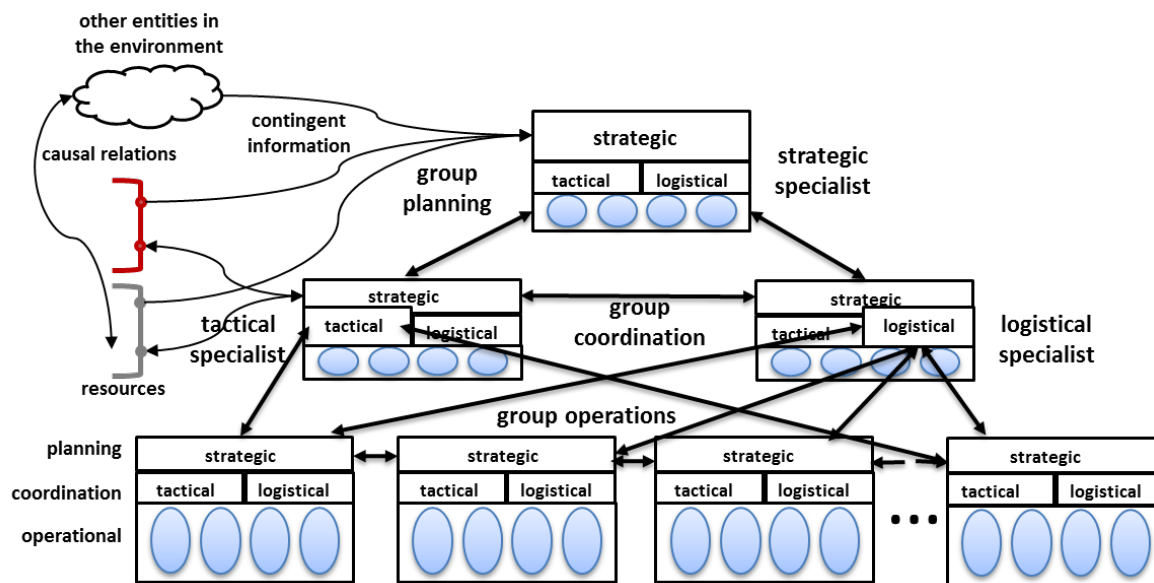 other entities in
the environment
contingent
information
causal relations
strategic
tactical
logistical
group
planning
strategic
specialist
strategic
tactical
logistical
tactical
specialist
group
coordination
strategic
tactical
logistical
logistical
specialist
resources
group operations
planning
coordination
operational
strategic
tactical
logistical
strategic
tactical
logistical
strategic
tactical
logistical
strategic
tactical
logistical